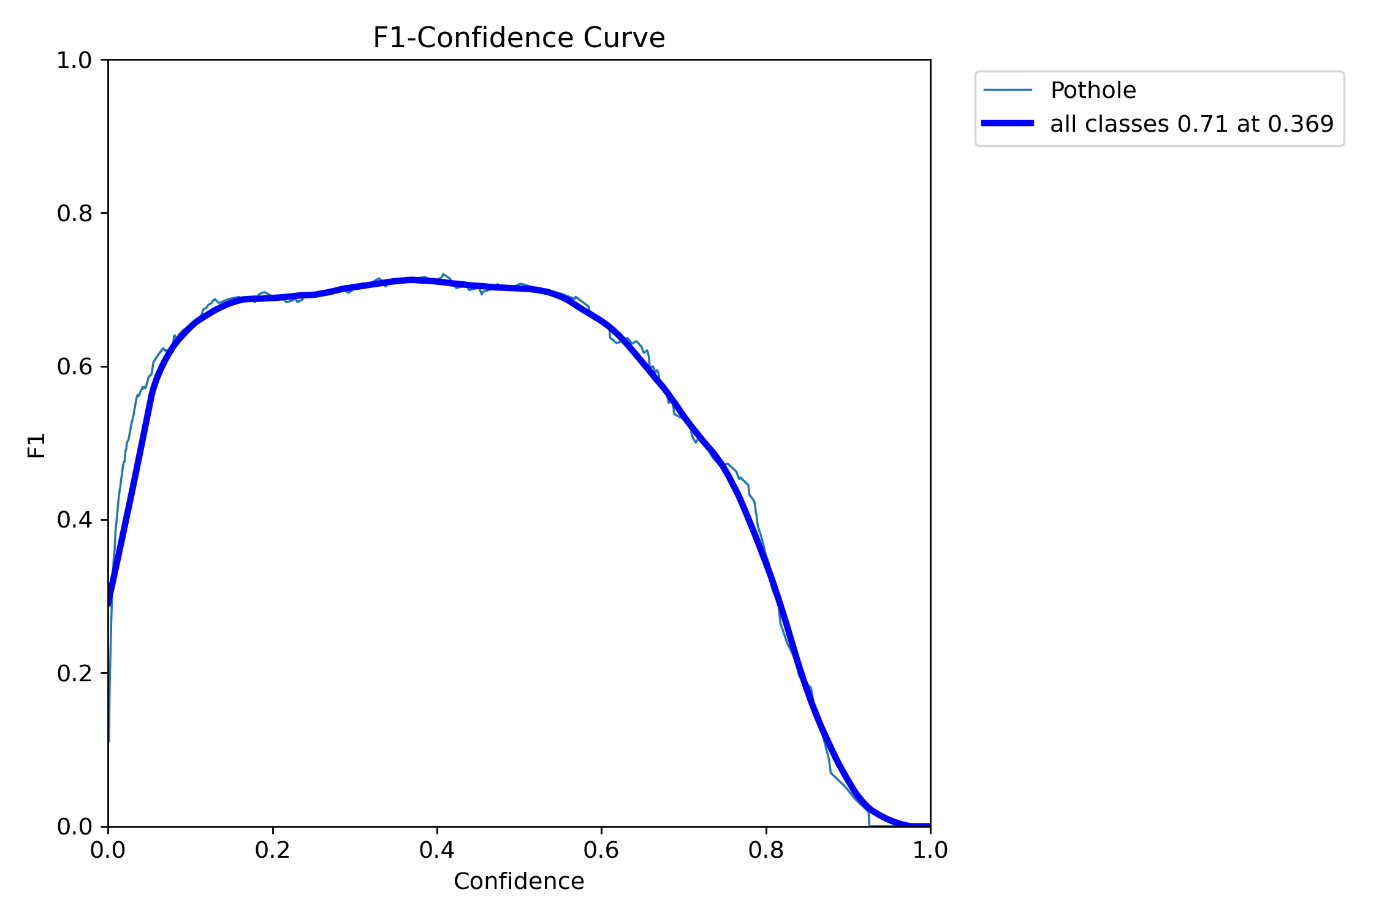 F1-Confidence Curve
Pothole
all classes 0.71 at 0.369
1.0
0.8
0.6
0.4
0.2
0.0
F1
0.0 0.2 0.4 0.6 0.8 1.0
Confidence